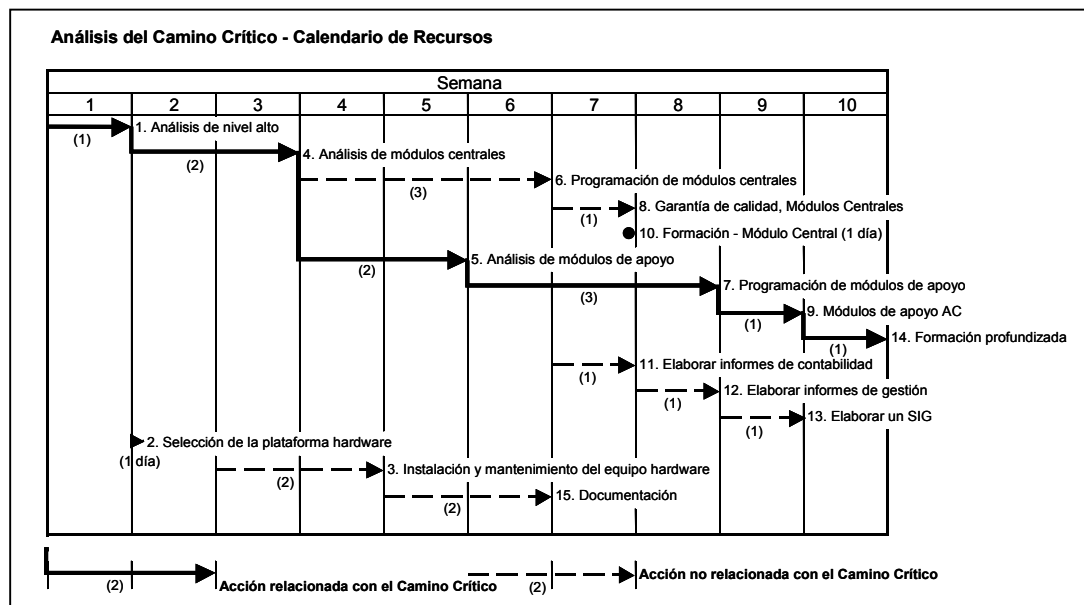 Análisis del Camino Crítico - Calendario de Recursos
Semana
1 2 3 4 5 6 7 8 9 10
(1) 1. Análisis de nivel alto
(2) 4. Análisis de módulos centrales
(3) 6. Programación de módulos centrales
(1) 8. Garantía de calidad, Módulos Centrales
10. Formación - Módulo Central (1 día)
(2) 5. Análisis de módulos de apoyo
(3) 7. Programación de módulos de apoyo
(1) 9. Módulos de apoyo AC
(1) 14. Formación profundizada
(1) 11. Elaborar informes de contabilidad
(1) 12. Elaborar informes de gestión
(1) 13. Elaborar un SIG
2. Selección de la plataforma hardware
(1 día)
(2) 3. Instalación y mantenimiento del equipo hardware
(2) 15. Documentación
(2) Acción relacionada con el Camino Crítico
(2) Acción no relacionada con el Camino Crítico